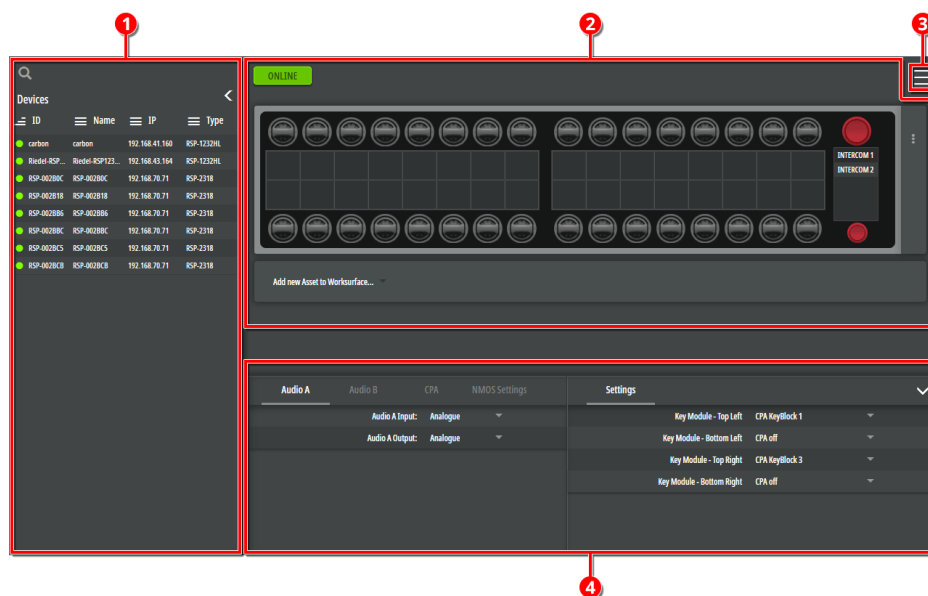 1
2
3
ONLINE
Devices
ID Name IP Type
carbon carbon 192.168.41.160 RSP-1232HL
Riedel-RSP... Riedel-RSP123... 192.168.43.164 RSP-1232HL
RSP-002B0C RSP-002B0C 192.168.70.71 RSP-2318
RSP-002B18 RSP-002B18 192.168.70.71 RSP-2318
RSP-002BB6 RSP-002BB6 192.168.70.71 RSP-2318
RSP-002BBC RSP-002BBC 192.168.70.71 RSP-2318
RSP-002BC5 RSP-002BC5 192.168.70.71 RSP-2318
RSP-002BCB RSP-002BCB 192.168.70.71 RSP-2318
INTERCOM 1
INTERCOM 2
Add new Asset to Worksurface...
Audio A Audio B CPA NMOS Settings
Audio A Input: Analogue
Audio A Output: Analogue
Settings
Key Module - Top Left CPA KeyBlock 1
Key Module - Bottom Left CPA off
Key Module - Top Right CPA KeyBlock 3
Key Module - Bottom Right CPA off
4